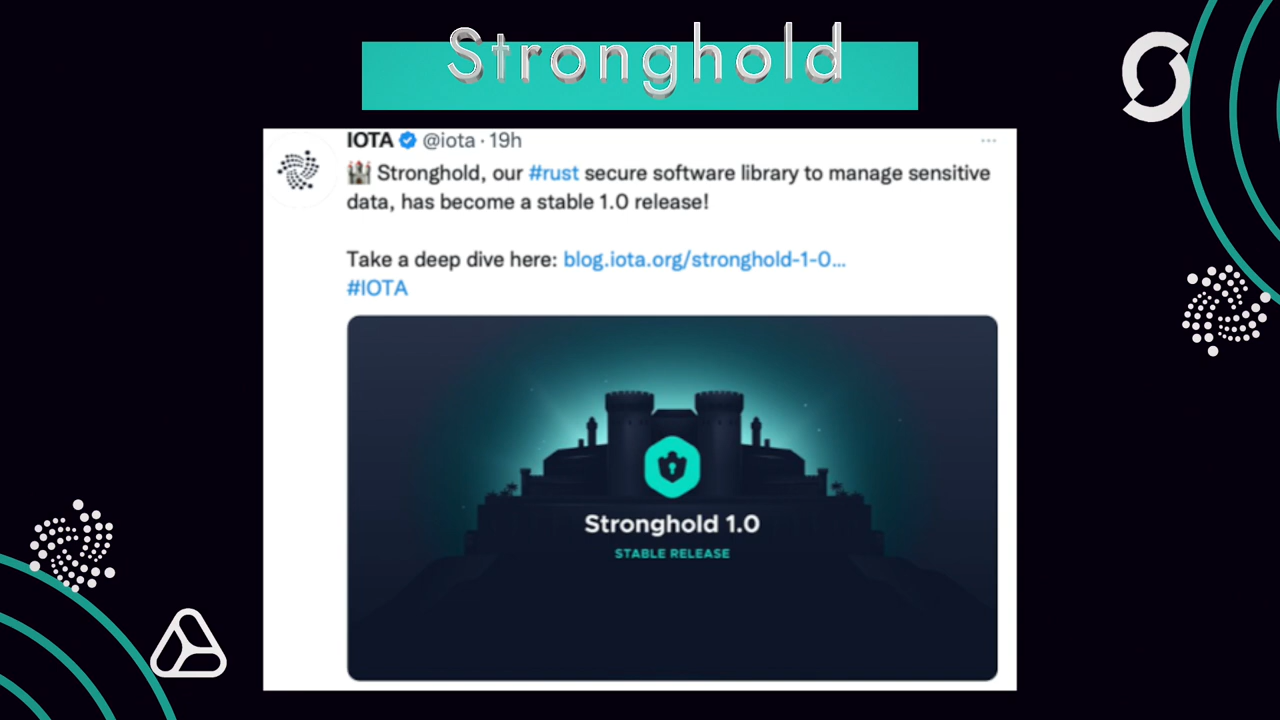 Stronghold
IOTA @iota · 19h
🏰 Stronghold, our #rust secure software library to manage sensitive
data, has become a stable 1.0 release!
Take a deep dive here: blog.iota.org/stronghold-1-0...
#IOTA
Stronghold 1.0
STABLE RELEASE